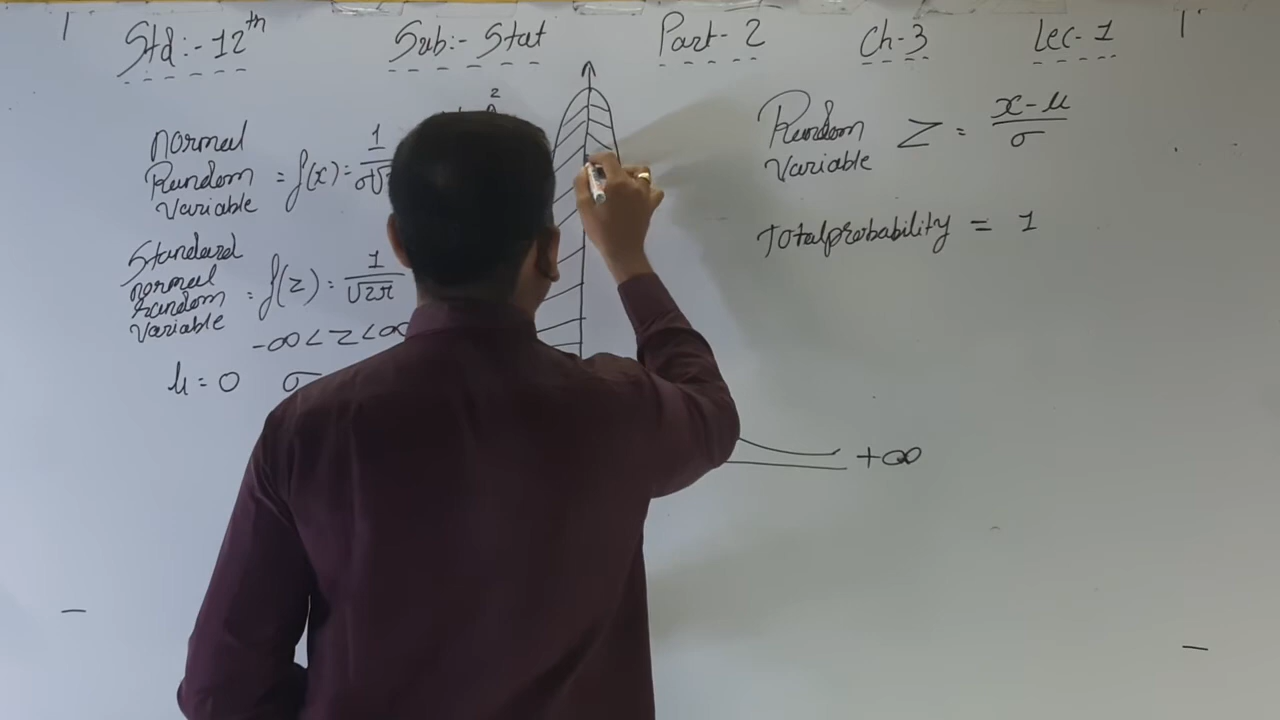 Std:- 12th Sub:- Stat Part- 2 Ch-3 Lec- 1
Normal
Random = f(x) = 1/σ√
Variable
Standard
normal
random = f(z) = 1/√2π
Variable
-∞ < z < ∞
μ = 0 σ
2
+∞
Random
Variable Z = x-μ/σ
Total probability = 1